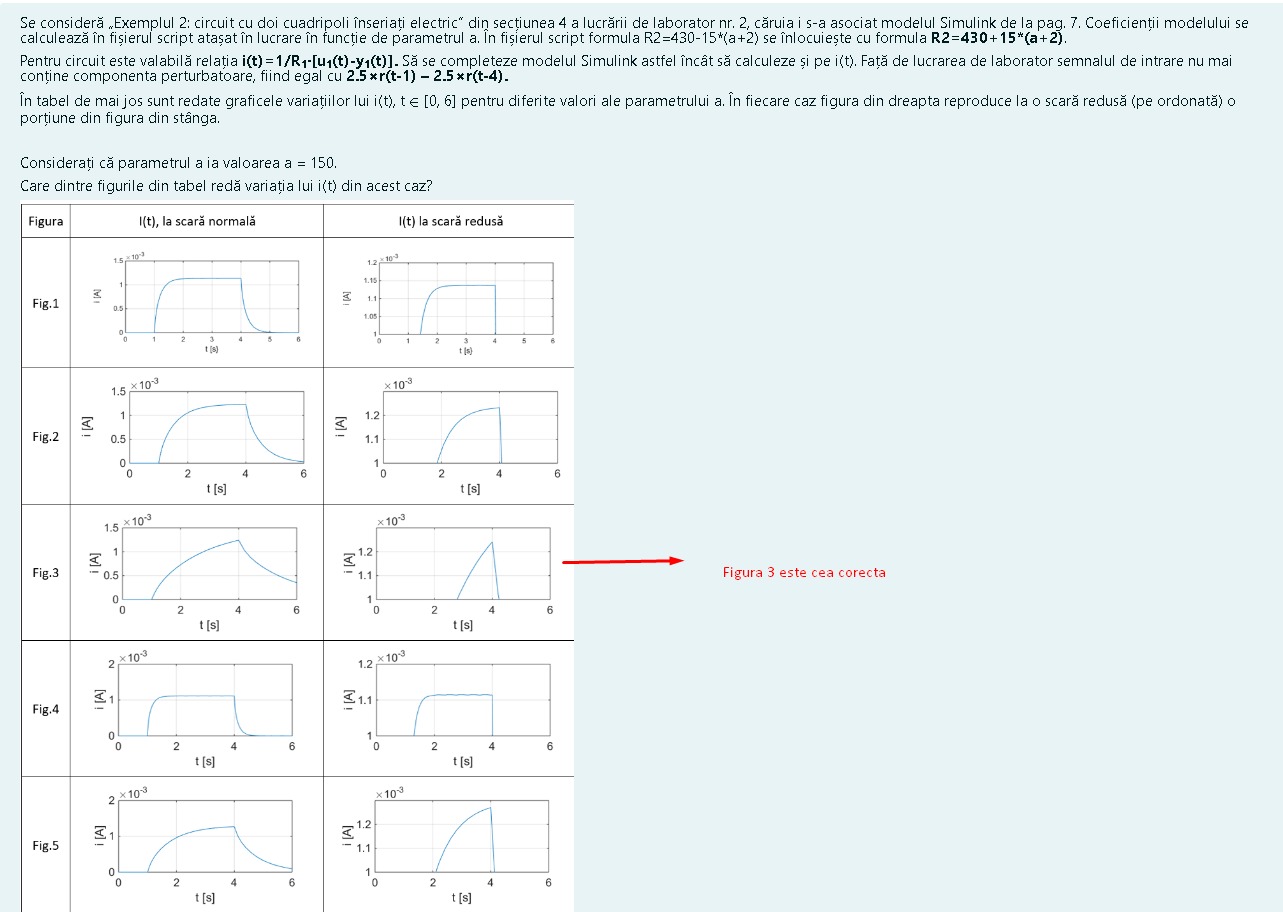 Se consideră „Exemplul 2: circuit cu doi cuadripoli înseriați electric” din secțiunea 4 a lucrării de laborator nr. 2, căruia i s-a asociat modelul Simulink de la pag. 7. Coeficienții modelului se
calculează în fișierul script atașat în lucrare în funcție de parametrul a. În fișierul script formula R2=430-15*(a+2) se înlocuiește cu formula R2=430+15*(a+2).
Pentru circuit este valabilă relația i(t)=1/R₁·[u₁(t)-y₁(t)]. Să se completeze modelul Simulink astfel încât să calculeze și pe i(t). Față de lucrarea de laborator semnalul de intrare nu mai
conține componenta perturbatoare, fiind egal cu 2.5×r(t-1) – 2.5×r(t-4).
În tabel de mai jos sunt redate graficele variațiilor lui i(t), t ∈ [0, 6] pentru diferite valori ale parametrului a. În fiecare caz figura din dreapta reproduce la o scară redusă (pe ordonată) o
porțiune din figura din stânga.
Considerați că parametrul a ia valoarea a = 150.
Care dintre figurile din tabel redă variația lui i(t) din acest caz?
Figura I(t), la scară normală I(t) la scară redusă
Fig.1
×10⁻³
1.5
1
0.5
0
i [A]
0 1 2 3 4 5 6
t [s]
×10⁻³
1.2
1.15
1.1
1.05
1
i [A]
0 1 2 3 4 5 6
t [s]
Fig.2
×10⁻³
1.5
1
0.5
0
i [A]
0 2 4 6
t [s]
×10⁻³
1.2
1.1
1
i [A]
0 2 4 6
t [s]
Fig.3
×10⁻³
1.5
1
0.5
0
i [A]
0 2 4 6
t [s]
×10⁻³
1.2
1.1
1
i [A]
0 2 4 6
t [s]
Figura 3 este cea corecta
Fig.4
×10⁻³
2
1
0
i [A]
0 2 4 6
t [s]
×10⁻³
1.2
1.1
1
i [A]
0 2 4 6
t [s]
Fig.5
×10⁻³
2
1
0
i [A]
0 2 4 6
t [s]
×10⁻³
1.2
1.1
1
i [A]
0 2 4 6
t [s]